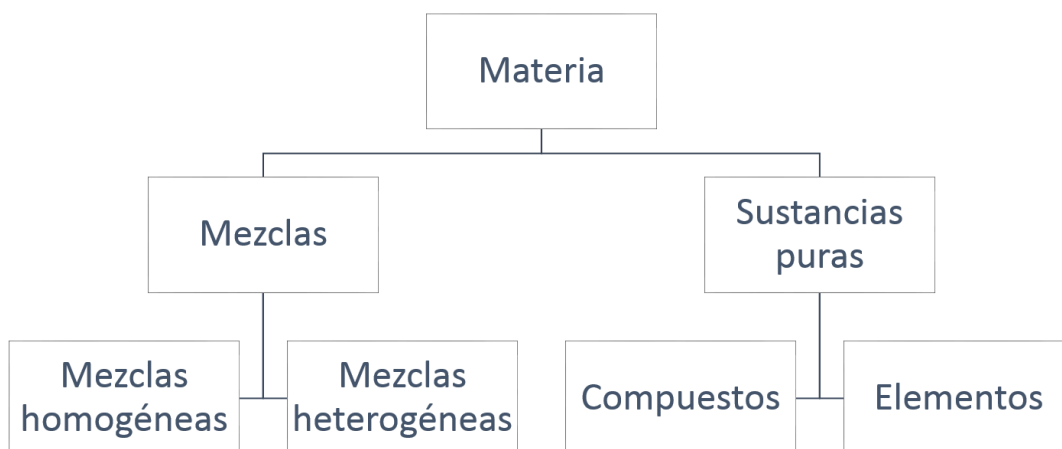 Materia
Mezclas
Sustancias
puras
Mezclas
homogéneas
Mezclas
heterogéneas
Compuestos
Elementos